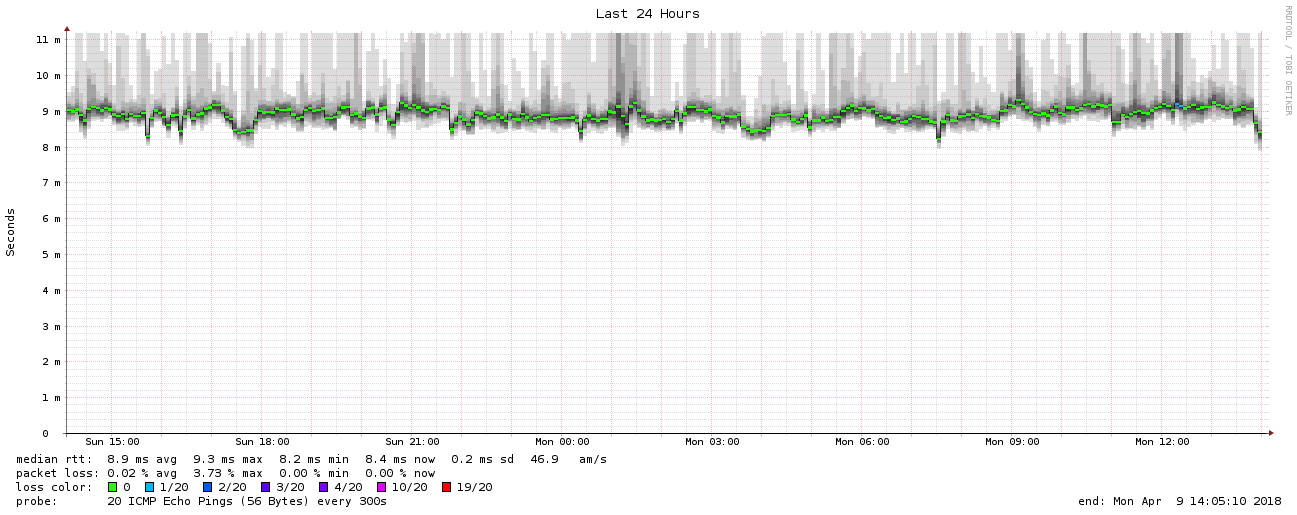 Last 24 Hours
RRDTOOL / TOBI OETIKER
Seconds
11 m
10 m
9 m
8 m
7 m
6 m
5 m
4 m
3 m
2 m
1 m
0
Sun 15:00 Sun 18:00 Sun 21:00 Mon 00:00 Mon 03:00 Mon 06:00 Mon 09:00 Mon 12:00
median rtt: 8.9 ms avg 9.3 ms max 8.2 ms min 8.4 ms now 0.2 ms sd 46.9 am/s
packet loss: 0.02 % avg 3.73 % max 0.00 % min 0.00 % now
loss color: 0 1/20 2/20 3/20 4/20 10/20 19/20
probe: 20 ICMP Echo Pings (56 Bytes) every 300s end: Mon Apr 9 14:05:10 2018